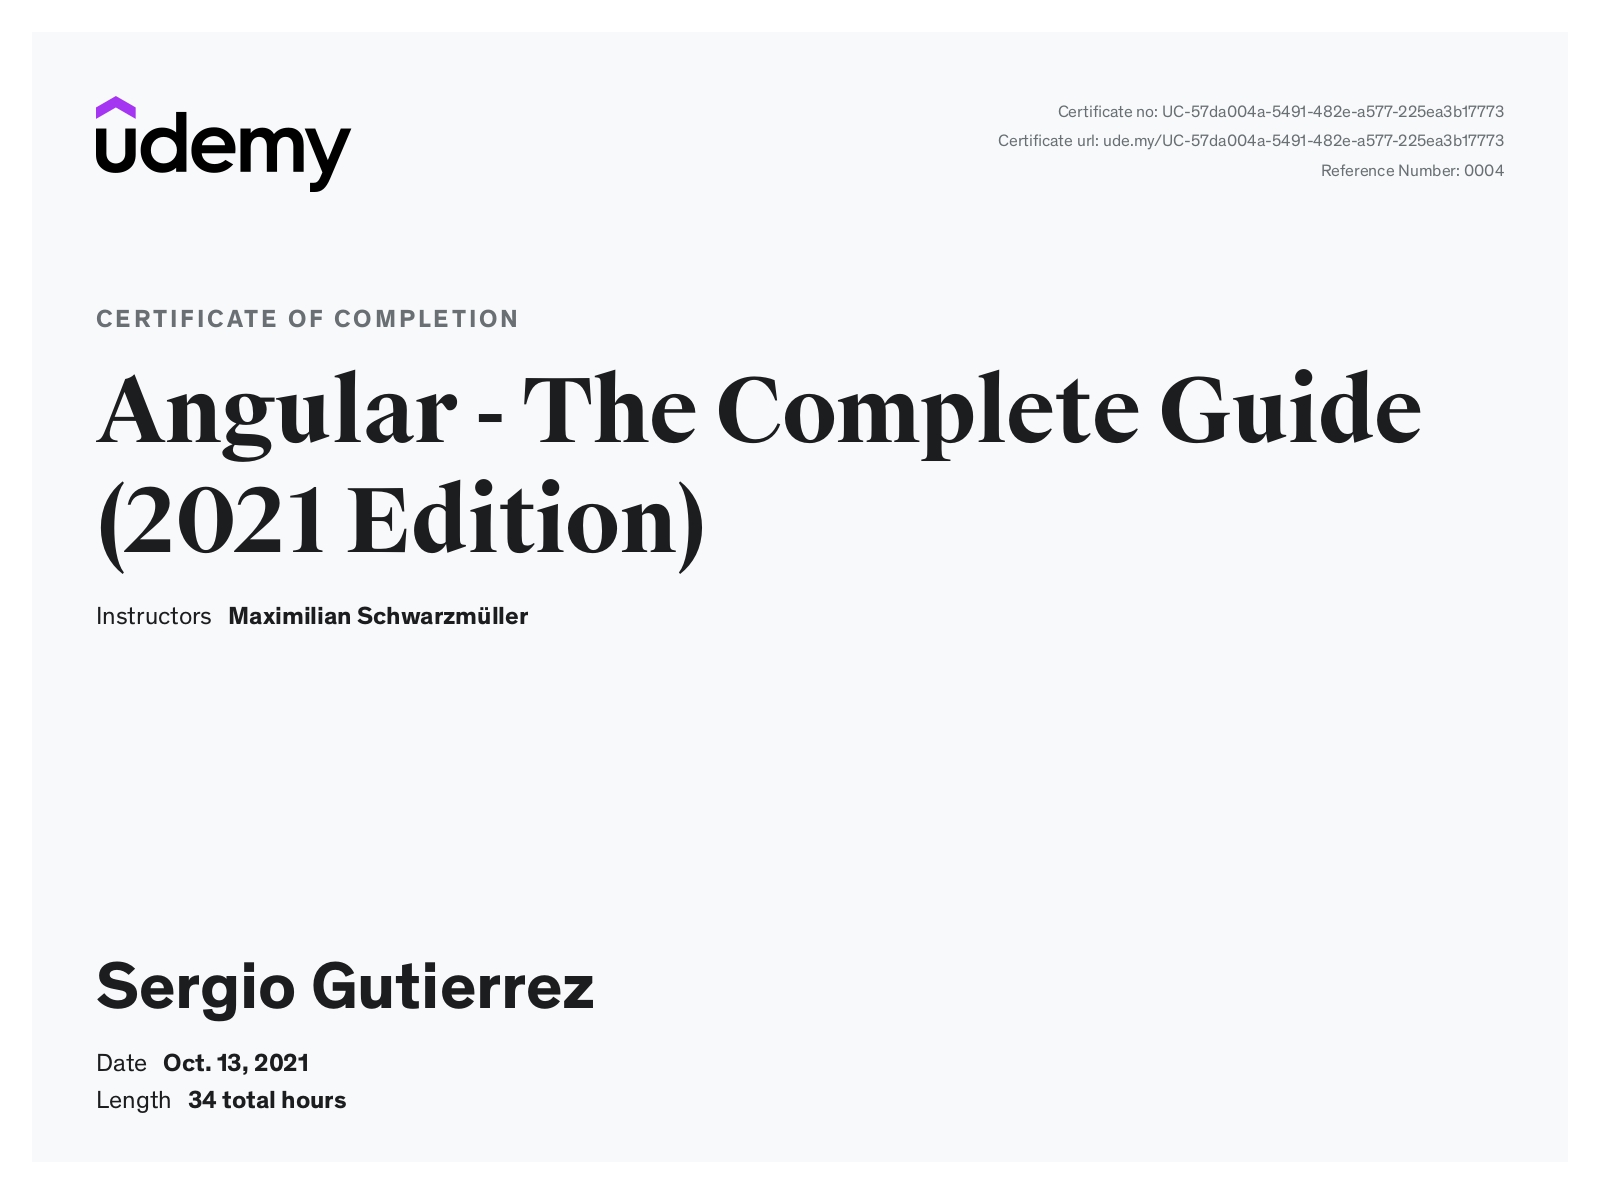 udemy
Certificate no: UC-57da004a-5491-482e-a577-225ea3b17773
Certificate url: ude.my/UC-57da004a-5491-482e-a577-225ea3b17773
Reference Number: 0004
CERTIFICATE OF COMPLETION
Angular - The Complete Guide
(2021 Edition)
Instructors Maximilian Schwarzmüller
Sergio Gutierrez
Date Oct. 13, 2021
Length 34 total hours